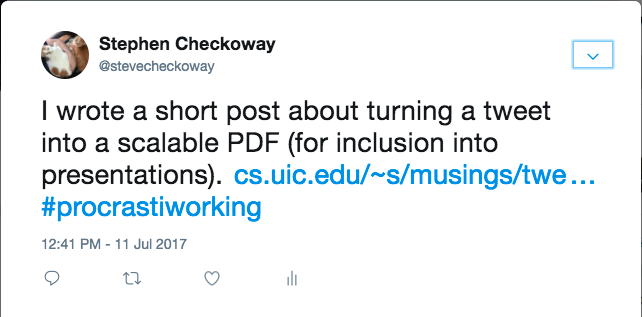 Stephen Checkoway
@stevecheckoway
I wrote a short post about turning a tweet
into a scalable PDF (for inclusion into
presentations). cs.uic.edu/~s/musings/twe…
#procrastiworking
12:41 PM - 11 Jul 2017